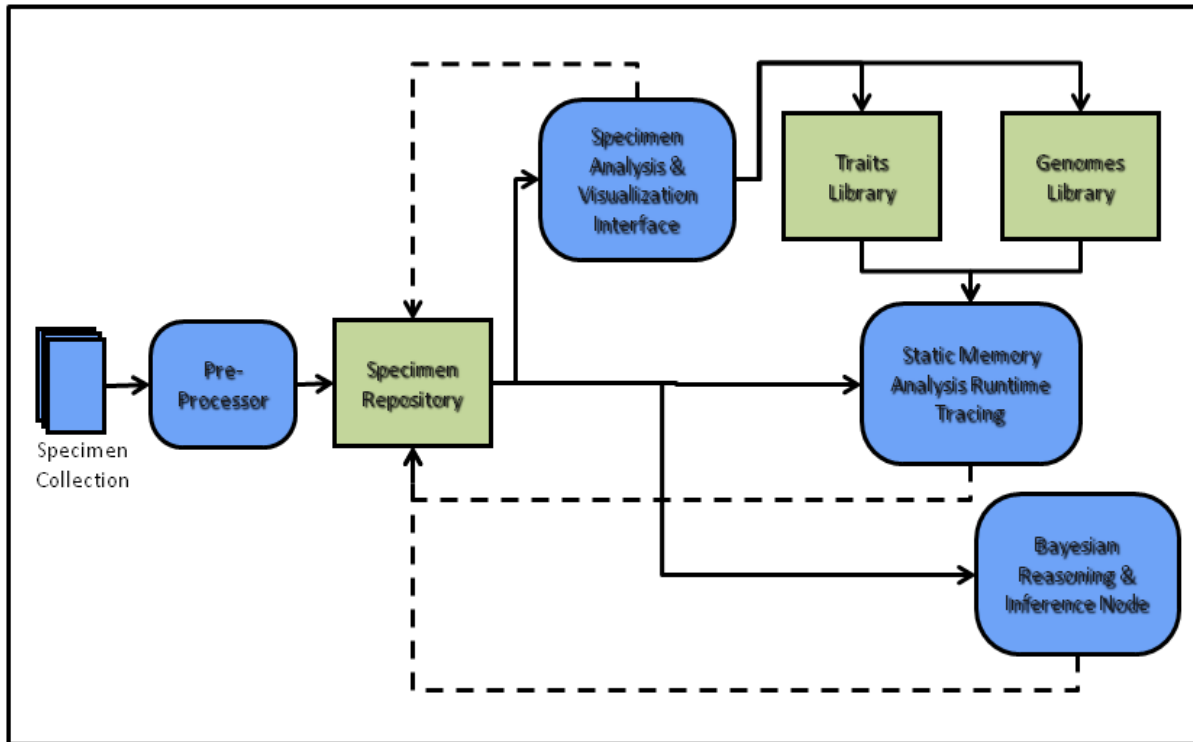 Specimen
Analysis &
Visualization
Interface
Traits
Library
Genomes
Library
Specimen
Collection
Pre-
Processor
Specimen
Repository
Static Memory
Analysis Runtime
Tracing
Bayesian
Reasoning &
Inference Node